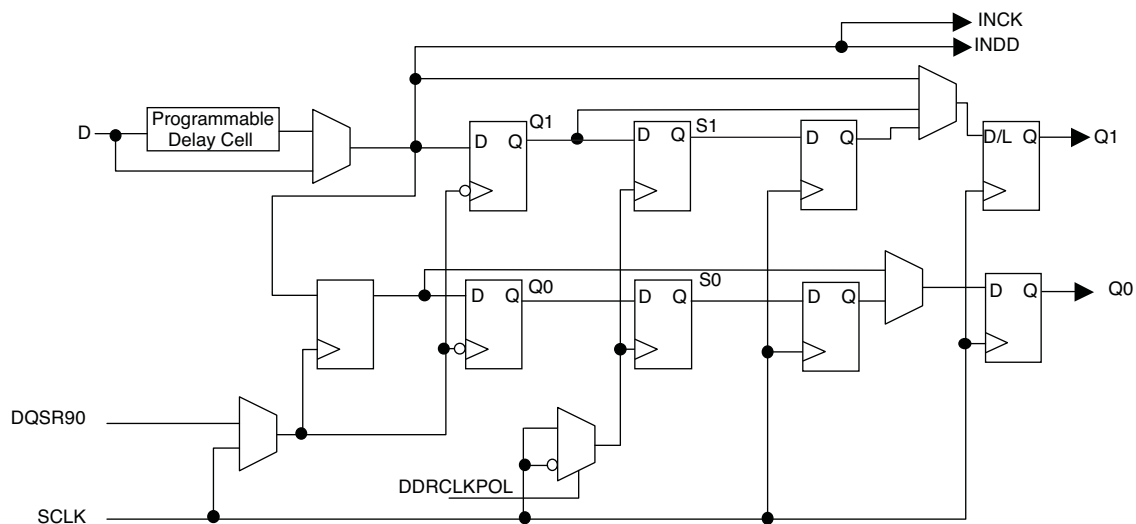 INCK
INDD
D
Programmable
Delay Cell
Q1
S1
D Q
D Q
D Q
D/L Q
Q1
Q0
S0
D Q
D Q
D Q
D Q
Q0
DQSR90
DDRCLKPOL
SCLK